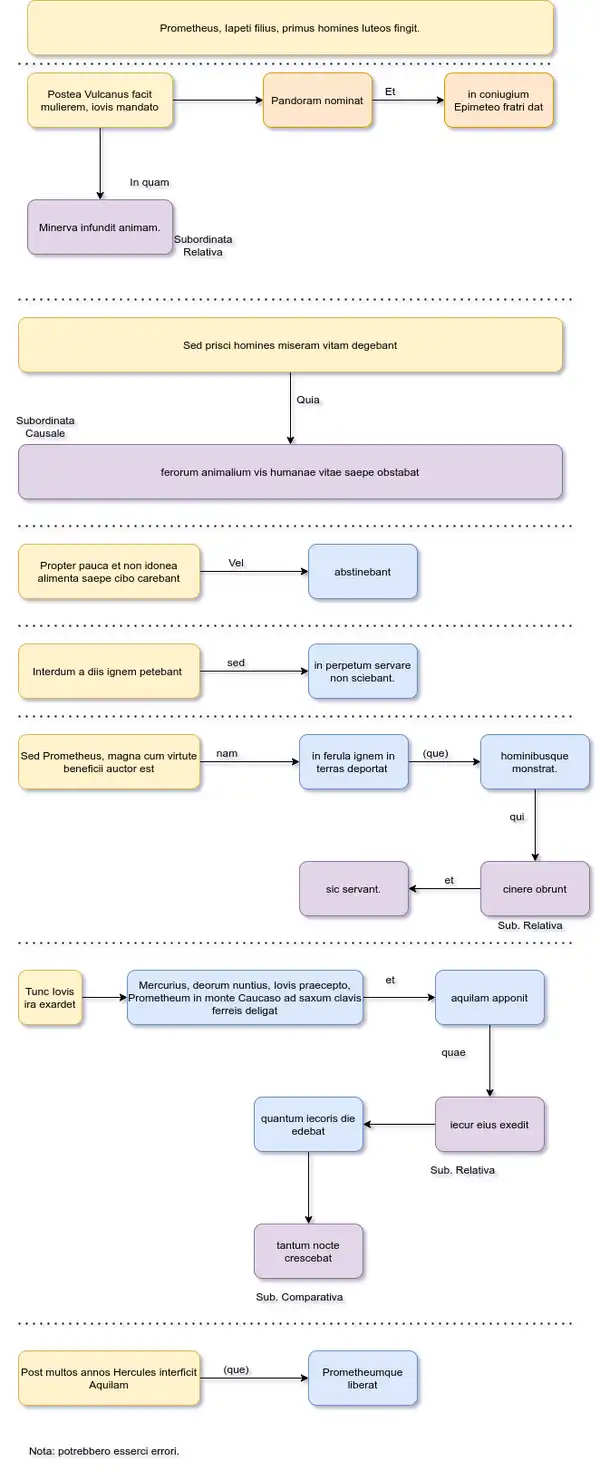 Prometheus, Iapeti filius, primus homines luteos fingit.
Postea Vulcanus facit
mulierem, iovis mandato
Pandoram nominat
Et
in coniugium
Epimeteo fratri dat
In quam
Minerva infundit animam.
Subordinata
Relativa
Sed prisci homines miseram vitam degebant
Quia
Subordinata
Causale
ferorum animalium vis humanae vitae saepe obstabat
Propter pauca et non idonea
alimenta saepe cibo carebant
Vel
abstinebant
Interdum a diis ignem petebant
sed
in perpetum servare
non sciebant.
Sed Prometheus, magna cum virtute
beneficii auctor est
nam
in ferula ignem in
terras deportat
(que)
hominibusque
monstrat.
qui
sic servant.
et
cinere obrunt
Sub. Relativa
Tunc Iovis
ira exardet
Mercurius, deorum nuntius, Iovis praecepto,
Prometheum in monte Caucaso ad saxum clavis
ferreis deligat
et
aquilam apponit
quae
quantum iecoris die
edebat
iecur eius exedit
Sub. Relativa
tantum nocte
crescebat
Sub. Comparativa
Post multos annos Hercules interficit
Aquilam
(que)
Prometheumque
liberat
Nota: potrebbero esserci errori.